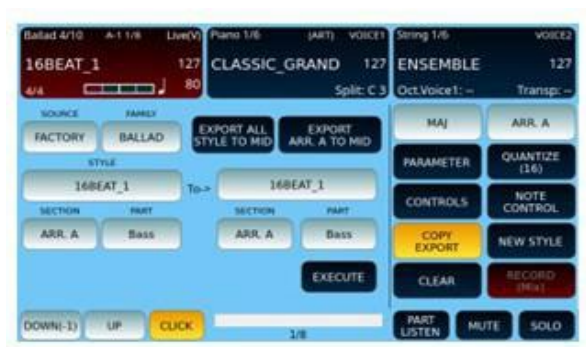 Ballad 4/10 A-1 1/8 Live(V)
16BEAT_1 127
4/4 80
Piano 1/6 (ART) VOICE1
CLASSIC_GRAND 127
Split: C 3
String 1/6 VOICE2
ENSEMBLE 127
Oct.Voice1: -- Transp: --
SOURCE FAMILY
FACTORY BALLAD
EXPORT ALL
STYLE TO MID
EXPORT
ARR. A TO MID
STYLE
16BEAT_1 To-> 16BEAT_1
SECTION PART SECTION PART
ARR. A Bass ARR. A Bass
EXECUTE
DOWN(-1) UP CLICK 1/8
MAJ ARR. A
PARAMETER QUANTIZE
(16)
CONTROLS NOTE
CONTROL
COPY
EXPORT
NEW STYLE
CLEAR RECORD
(Mix)
PART
LISTEN
MUTE SOLO